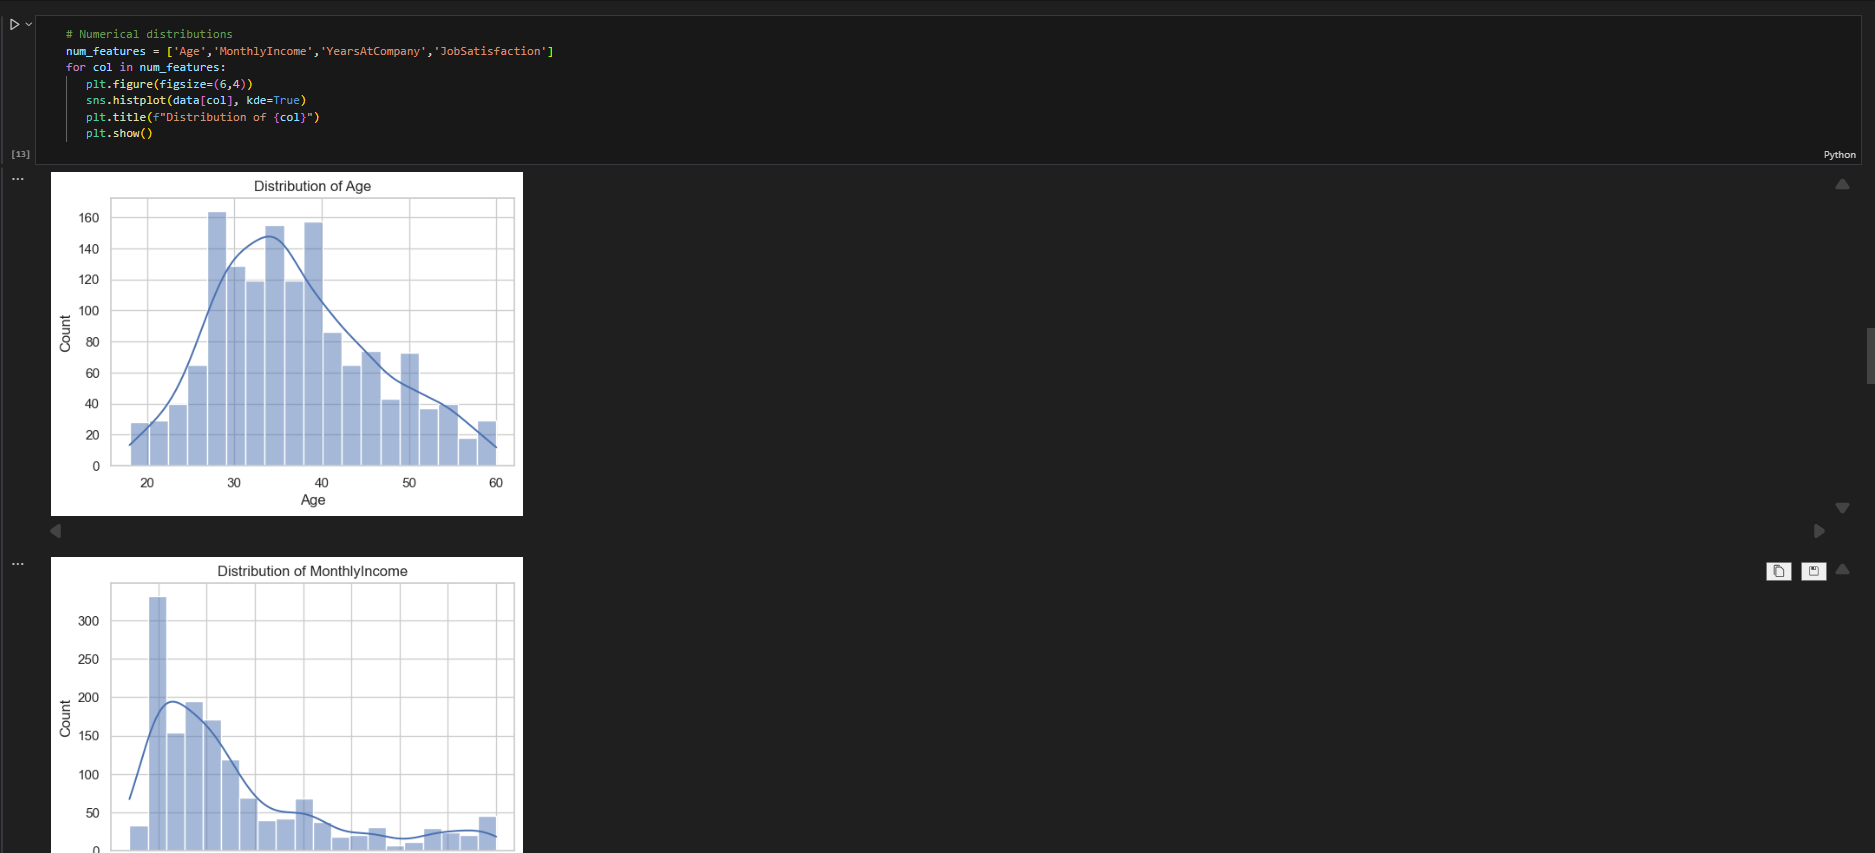 # Numerical distributions
num_features = ['Age','MonthlyIncome','YearsAtCompany','JobSatisfaction']
for col in num_features:
    plt.figure(figsize=(6,4))
    sns.histplot(data[col], kde=True)
    plt.title(f"Distribution of {col}")
    plt.show()
[13]
Python
...
Distribution of Age
160
140
120
100
80
60
40
20
0
Count
20 30 40 50 60
Age
...
Distribution of MonthlyIncome
300
250
200
150
100
50
0
Count